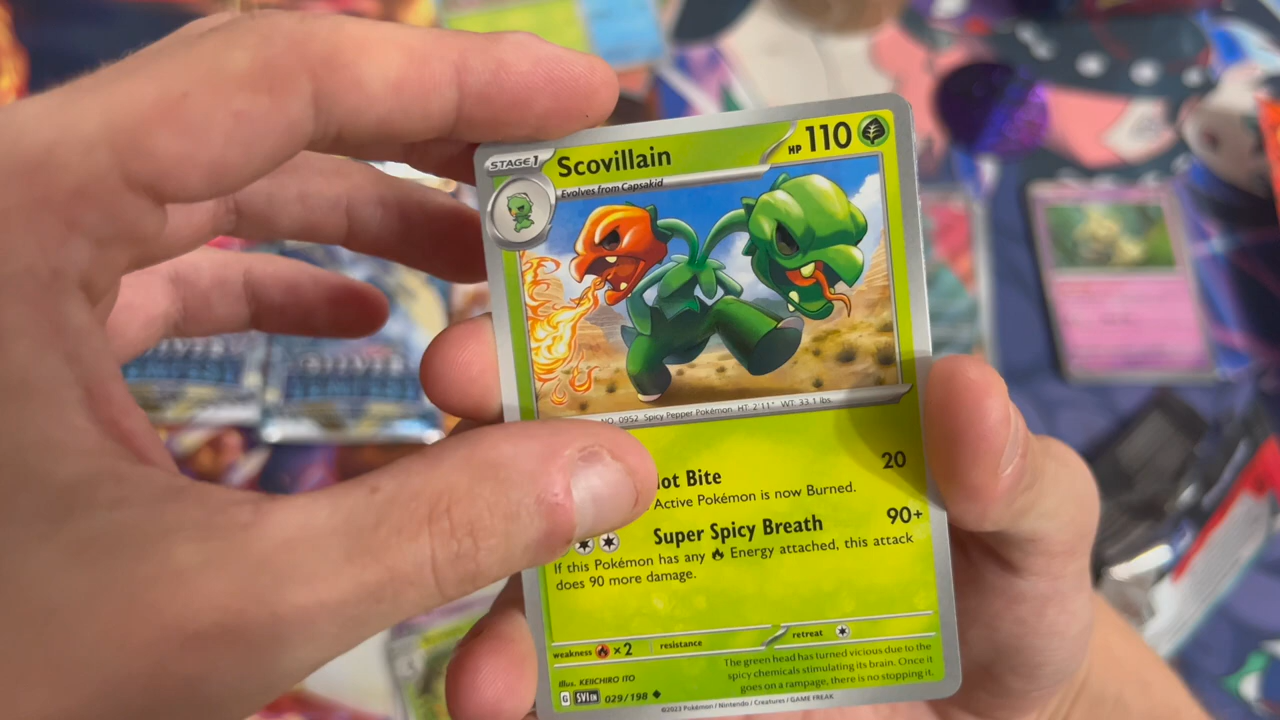 STAGE 1
Scovillain
HP 110
Evolves from Capsakid
NO. 0952 Spicy Pepper Pokémon HT: 2'11" WT: 33.1 lbs
ot Bite 20
Active Pokémon is now Burned.
Super Spicy Breath 90+
If this Pokémon has any Energy attached, this attack
does 90 more damage.
weakness ×2 resistance retreat
The green head has turned vicious due to the
spicy chemicals stimulating its brain. Once it
goes on a rampage, there is no stopping it.
Illus. KEIICHIRO ITO
G SVI EN 029/198
©2023 Pokémon / Nintendo / Creatures / GAME FREAK
SILVER
TEMPEST